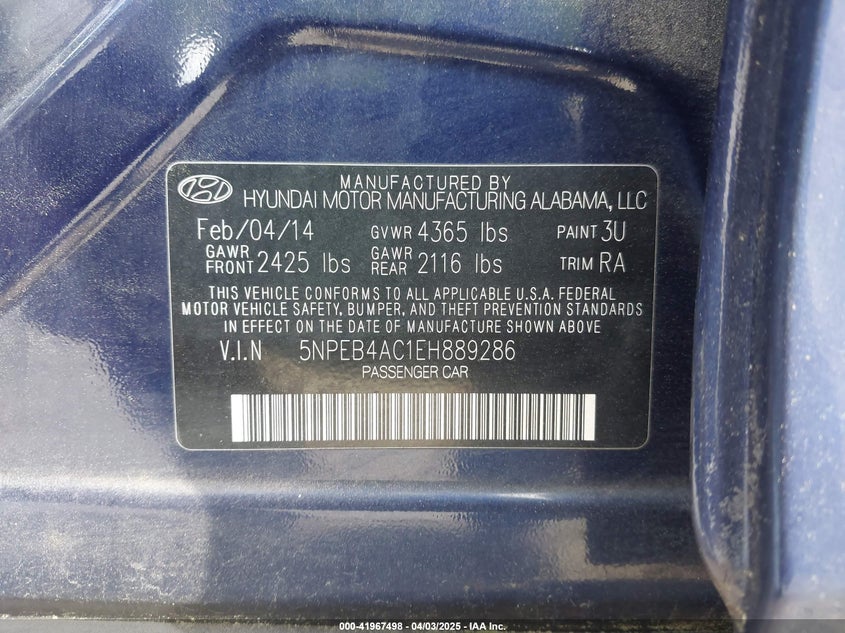 MANUFACTURED BY
HYUNDAI MOTOR MANUFACTURING ALABAMA, LLC
Feb/04/14 GVWR 4365 lbs PAINT 3U
GAWR FRONT 2425 lbs GAWR REAR 2116 lbs TRIM RA
THIS VEHICLE CONFORMS TO ALL APPLICABLE U.S.A. FEDERAL
MOTOR VEHICLE SAFETY, BUMPER, AND THEFT PREVENTION STANDARDS
IN EFFECT ON THE DATE OF MANUFACTURE SHOWN ABOVE
V.I.N 5NPEB4AC1EH889286
PASSENGER CAR
000-41967498 - 04/03/2025 - IAA Inc.